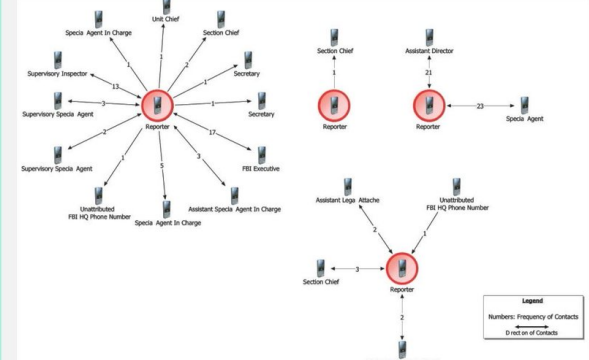 Unit Chief
Specia Agent In Charge
Section Chief
Supervisory Inspector
Secretary
Supervisory Specia Agent
Secretary
Reporter
Supervisory Specia Agent
FBI Executive
Unattributed
FBI HQ Phone Number
Specia Agent In Charge
Assistant Specia Agent In Charge
1
1
2
13
1
3
1
2
17
1
5
3
Section Chief
1
Reporter
Assistant Director
21
Reporter
23
Specia Agent
Assistant Lega Attache
Unattributed
FBI HQ Phone Number
2
1
Section Chief
3
Reporter
2
Legend
Numbers: Frequency of Contacts
D rect on of Contacts